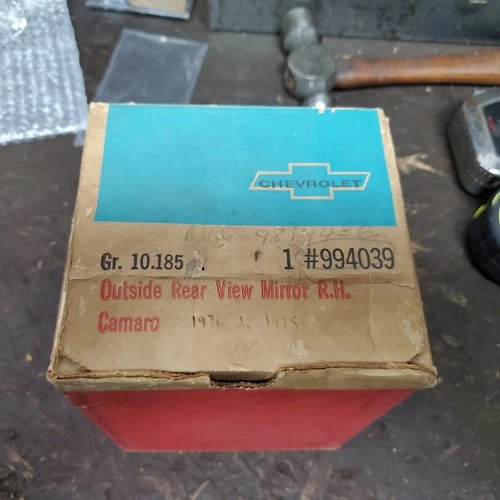 CHEVROLET
Gr. 10.185 1 #994039
Outside Rear View Mirror R.H.
Camaro